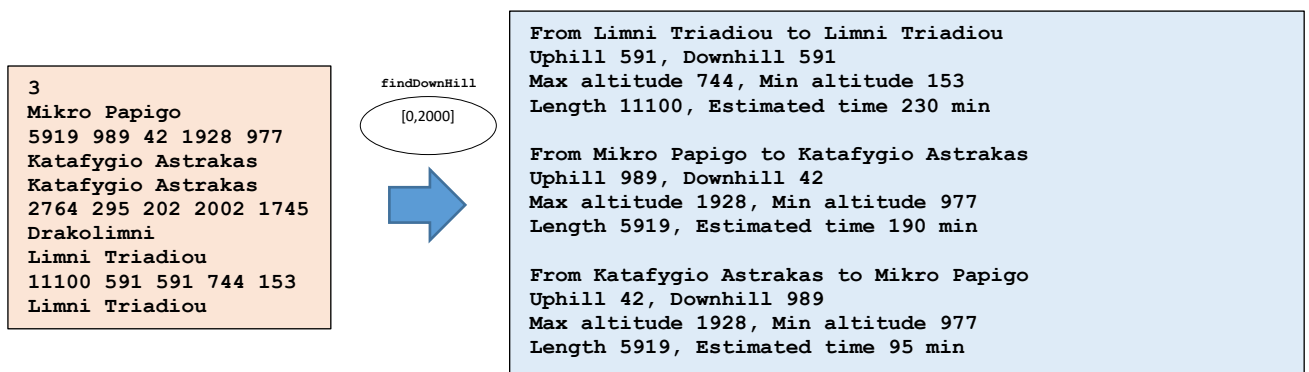 3
Mikro Papigo
5919 989 42 1928 977
Katafygio Astrakas
Katafygio Astrakas
2764 295 202 2002 1745
Drakolimni
Limni Triadiou
11100 591 591 744 153
Limni Triadiou
findDownHill
[0,2000]
From Limni Triadiou to Limni Triadiou
Uphill 591, Downhill 591
Max altitude 744, Min altitude 153
Length 11100, Estimated time 230 min
From Mikro Papigo to Katafygio Astrakas
Uphill 989, Downhill 42
Max altitude 1928, Min altitude 977
Length 5919, Estimated time 190 min
From Katafygio Astrakas to Mikro Papigo
Uphill 42, Downhill 989
Max altitude 1928, Min altitude 977
Length 5919, Estimated time 95 min